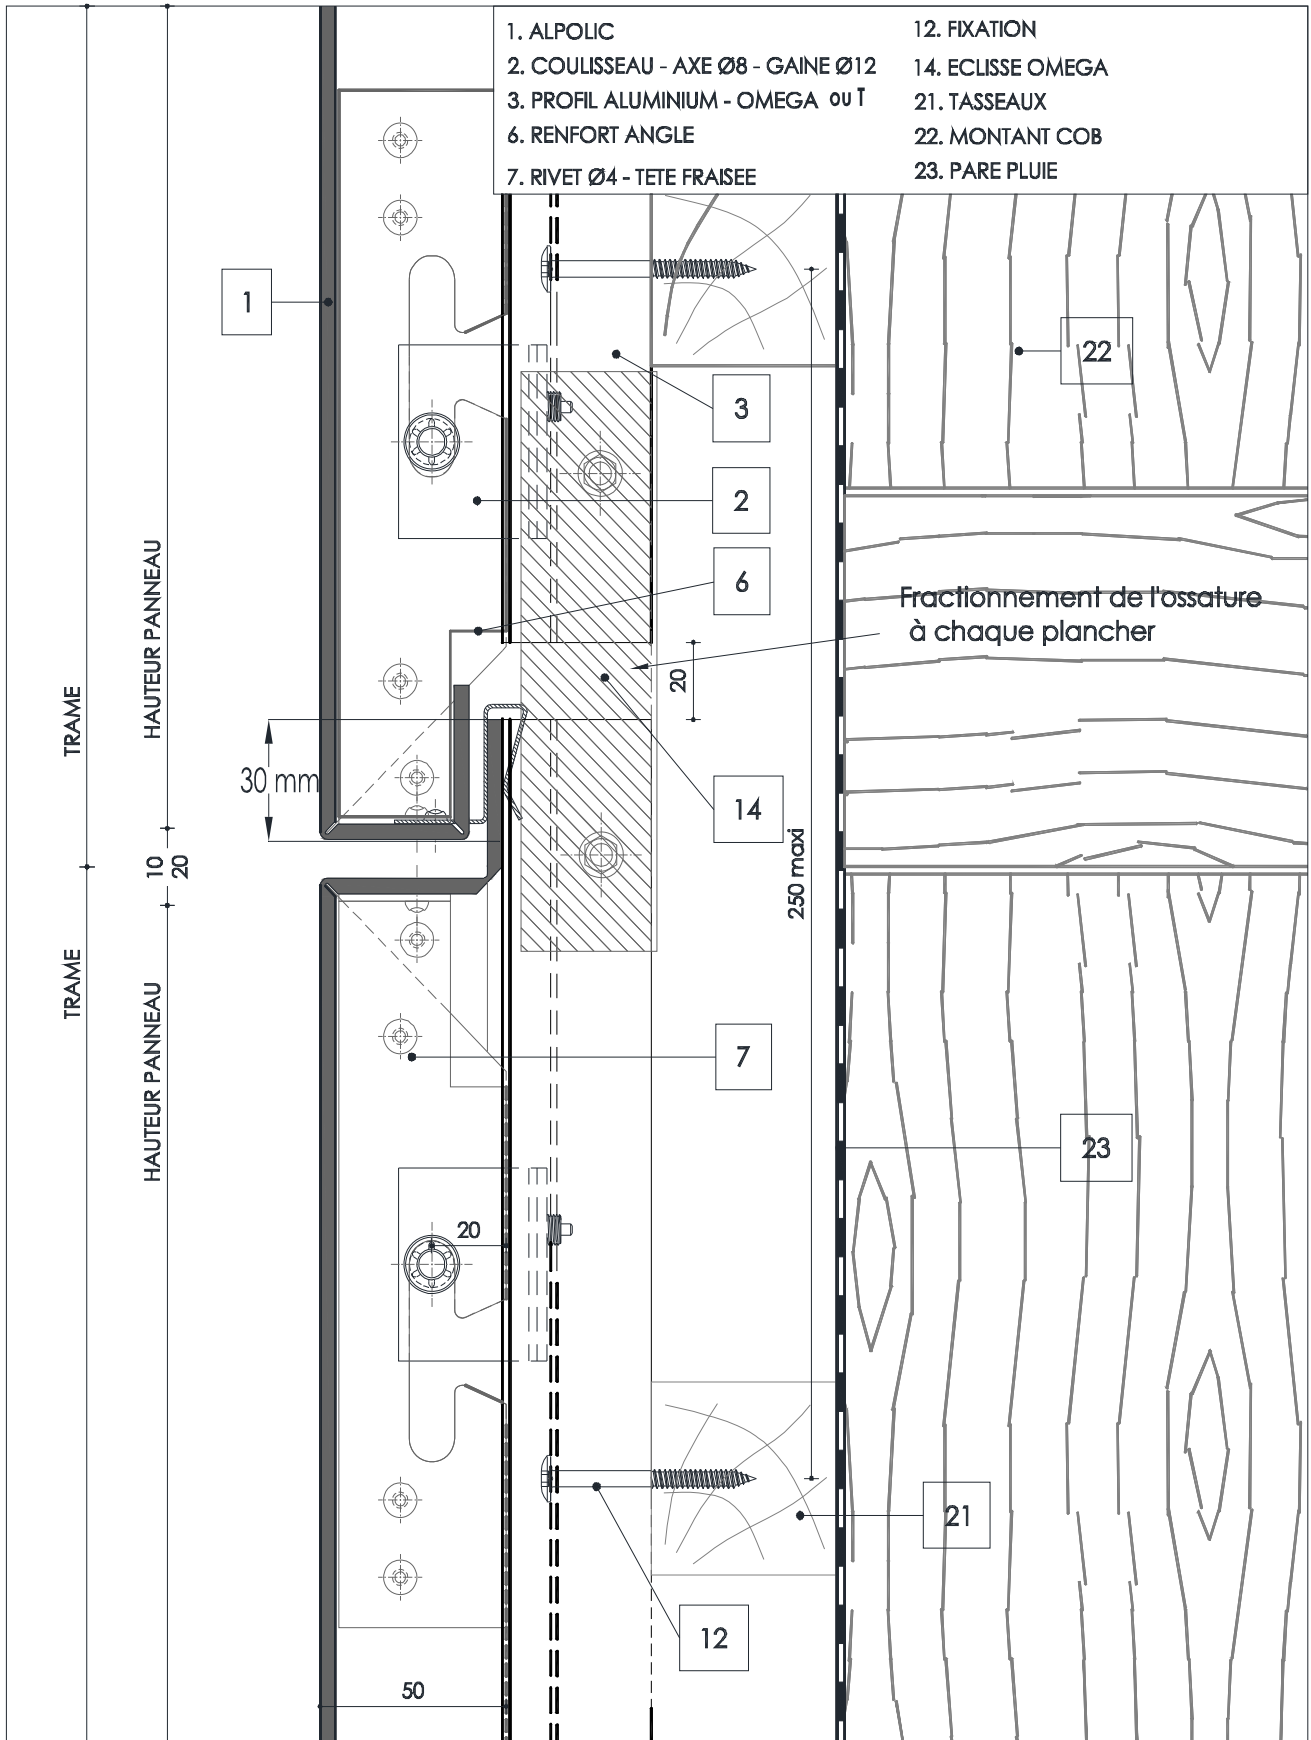 1. ALPOLIC
2. COULISSEAU - AXE Ø8 - GAINE Ø12
3. PROFIL ALUMINIUM - OMEGA OU T
6. RENFORT ANGLE
7. RIVET Ø4 - TETE FRAISEE
12. FIXATION
14. ECLISSE OMEGA
21. TASSEAUX
22. MONTANT COB
23. PARE PLUIE
1
22
3
2
6
Fractionnement de l'ossature
à chaque plancher
20
HAUTEUR PANNEAU
TRAME
30 mm
14
10
20
250 maxi
TRAME
HAUTEUR PANNEAU
7
23
20
21
12
50